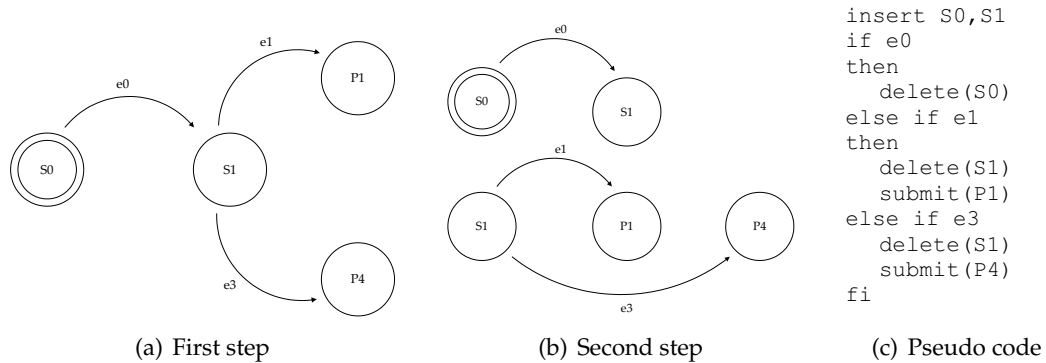 e0
e1
P1
S0
S1
e3
P4
(a) First step
e0
S0
S1
e1
S1
P1
P4
e3
(b) Second step
insert S0,S1
if e0
then
delete(S0)
else if e1
then
delete(S1)
submit(P1)
else if e3
delete(S1)
submit(P4)
fi
(c) Pseudo code